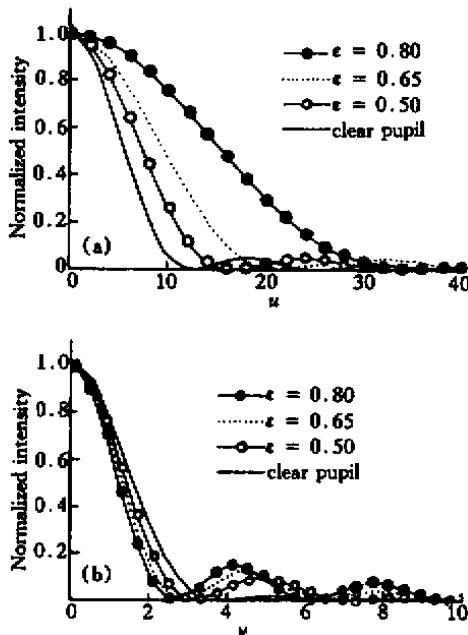 1.0
0.8
0.6
0.4
0.2
0
Normalized intensity
(a)
ε = 0.80
ε = 0.65
ε = 0.50
clear pupil
0 10 20 30 40
u
1.0
0.8
0.6
0.4
0.2
Normalized intensity
(b)
ε = 0.80
ε = 0.65
ε = 0.50
clear pupil
0 2 4 6 8 10